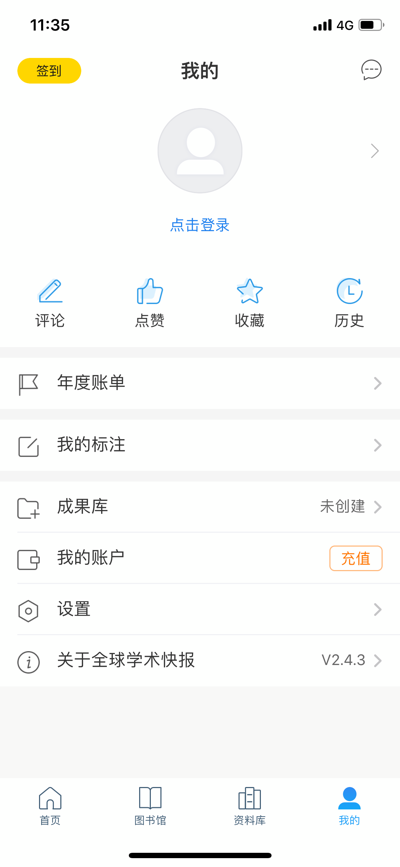 11:35
4G
签到
我的
点击登录
评论
点赞
收藏
历史
年度账单
我的标注
成果库
未创建
我的账户
充值
设置
关于全球学术快报
V2.4.3
首页
图书馆
资料库
我的